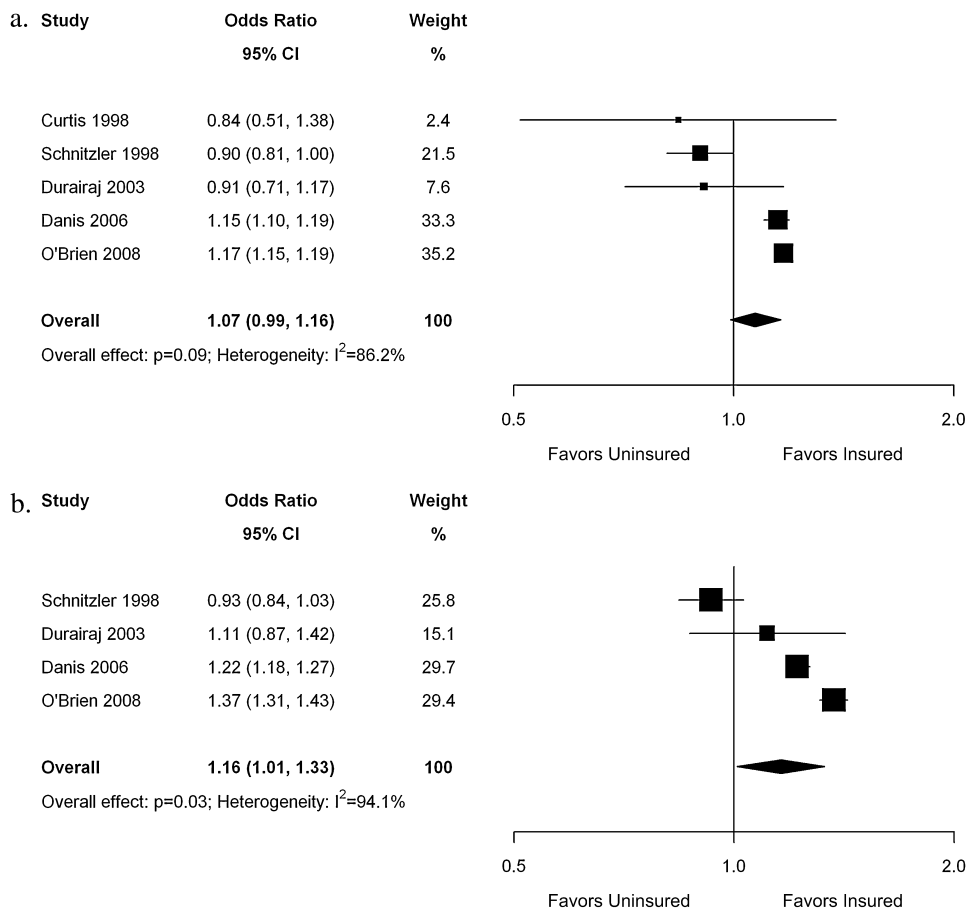 a. Study Odds Ratio Weight
95% CI %
Curtis 1998 0.84 (0.51, 1.38) 2.4
Schnitzler 1998 0.90 (0.81, 1.00) 21.5
Durairaj 2003 0.91 (0.71, 1.17) 7.6
Danis 2006 1.15 (1.10, 1.19) 33.3
O'Brien 2008 1.17 (1.15, 1.19) 35.2
Overall 1.07 (0.99, 1.16) 100
Overall effect: p=0.09; Heterogeneity: I²=86.2%
0.5 1.0 2.0
Favors Uninsured Favors Insured
b. Study Odds Ratio Weight
95% CI %
Schnitzler 1998 0.93 (0.84, 1.03) 25.8
Durairaj 2003 1.11 (0.87, 1.42) 15.1
Danis 2006 1.22 (1.18, 1.27) 29.7
O'Brien 2008 1.37 (1.31, 1.43) 29.4
Overall 1.16 (1.01, 1.33) 100
Overall effect: p=0.03; Heterogeneity: I²=94.1%
0.5 1.0 2.0
Favors Uninsured Favors Insured